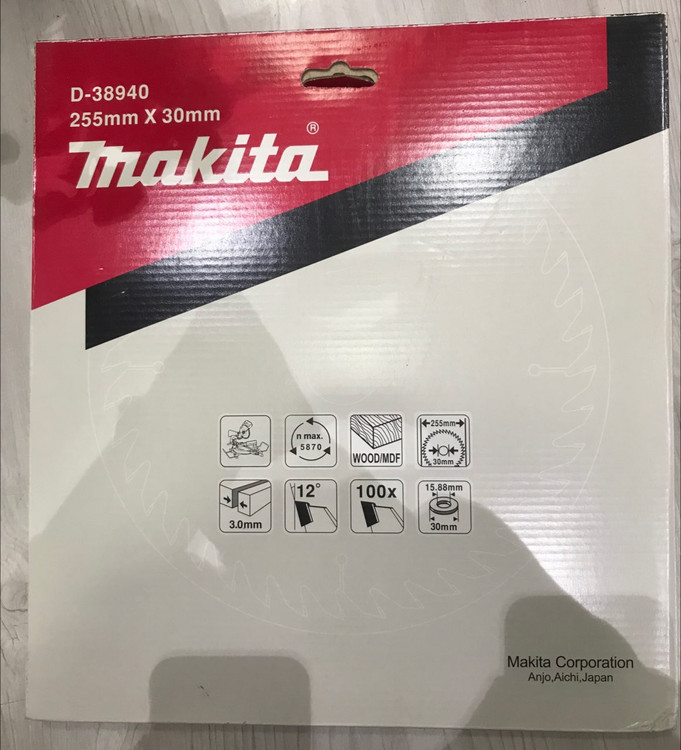 D-38940
255mm X 30mm
makita®
n max.
5870
WOOD/MDF
255mm
30mm
3.0mm
12°
100x
15.88mm
30mm
Makita Corporation
Anjo,Aichi,Japan